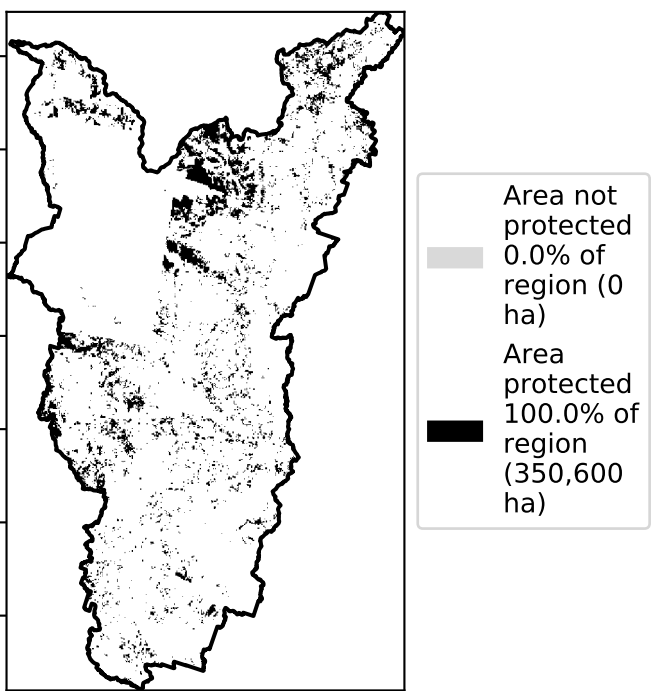 Area not
protected
0.0% of
region (0
ha)
Area
protected
100.0% of
region
(350,600
ha)